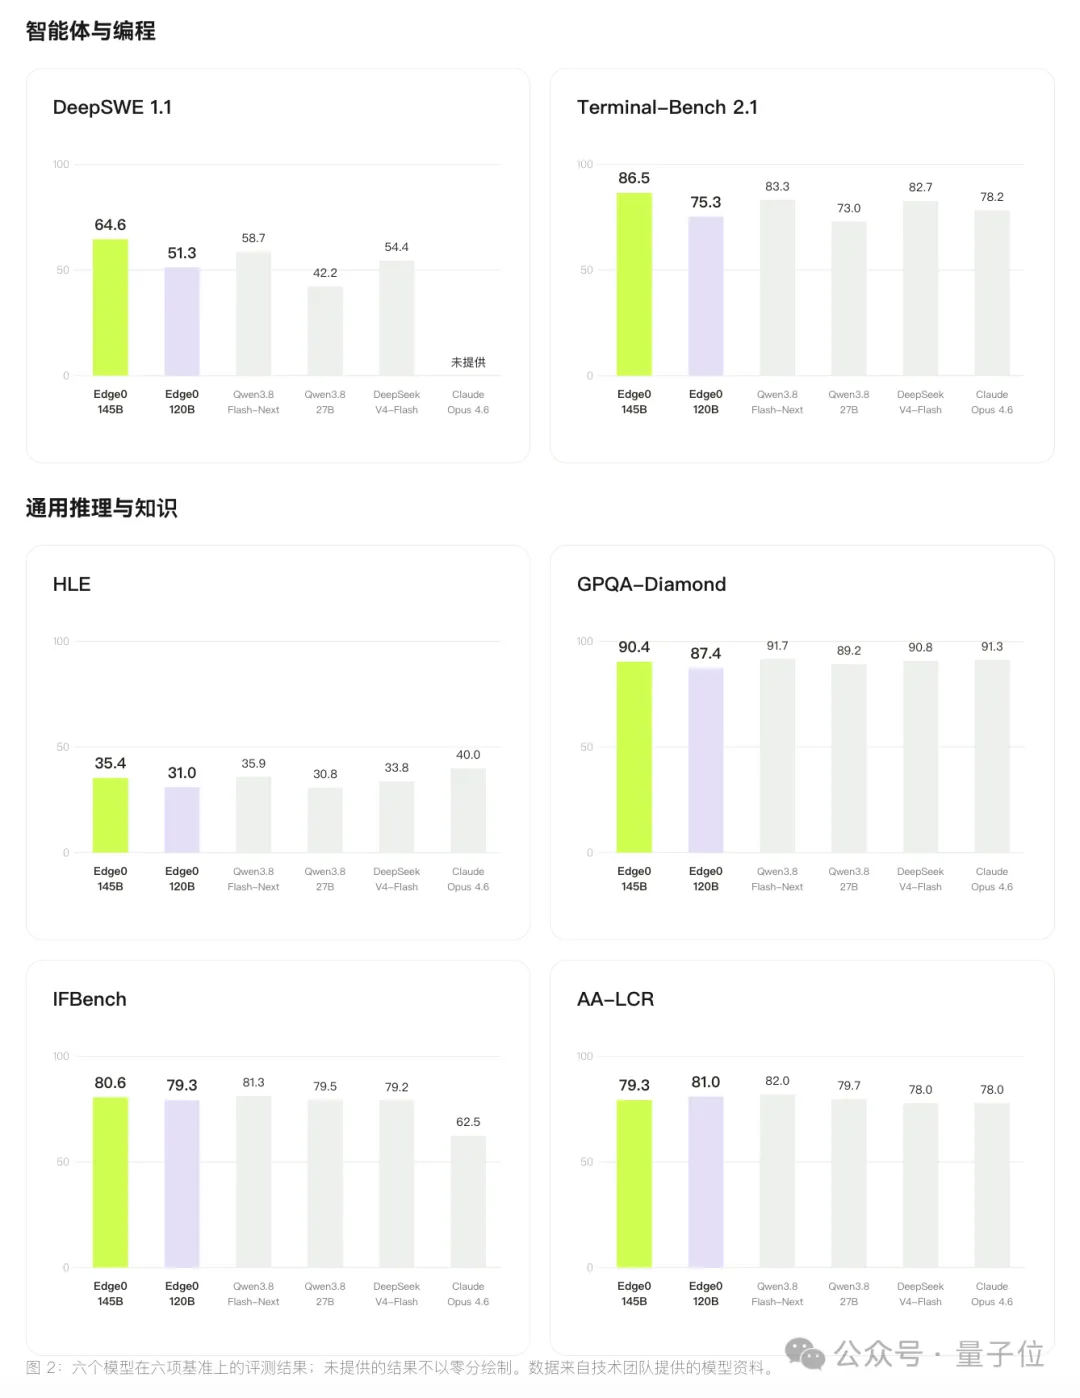 智能体与编程
DeepSWE 1.1
100
64.6
58.7
54.4
51.3
50
42.2
未提供
0
Edge0 Edge0 Qwen3.8 Qwen3.8 DeepSeek Claude
145B 120B Flash-Next 27B V4-Flash Opus 4.6
Terminal-Bench 2.1
100
86.5
83.3
82.7
78.2
75.3
73.0
50
0
Edge0 Edge0 Qwen3.8 Qwen3.8 DeepSeek Claude
145B 120B Flash-Next 27B V4-Flash Opus 4.6
通用推理与知识
HLE
100
50
40.0
35.4 35.9
33.8
31.0 30.8
0
Edge0 Edge0 Qwen3.8 Qwen3.8 DeepSeek Claude
145B 120B Flash-Next 27B V4-Flash Opus 4.6
GPQA-Diamond
100
90.4 87.4 91.7 89.2 90.8 91.3
50
0
Edge0 Edge0 Qwen3.8 Qwen3.8 DeepSeek Claude
145B 120B Flash-Next 27B V4-Flash Opus 4.6
IFBench
100
80.6 79.3 81.3 79.5 79.2
62.5
50
0
Edge0 Edge0 Qwen3.8 Qwen3.8 DeepSeek Claude
145B 120B Flash-Next 27B V4-Flash Opus 4.6
AA-LCR
100
79.3 81.0 82.0 79.7 78.0 78.0
50
0
Edge0 Edge0 Qwen3.8 Qwen3.8 DeepSeek Claude
145B 120B Flash-Next 27B V4-Flash Opus 4.6
图 2：六个模型在六项基准上的评测结果；未提供的结果不以零分绘制。数据来自技术团队提供的模型资料。
公众号 · 量子位